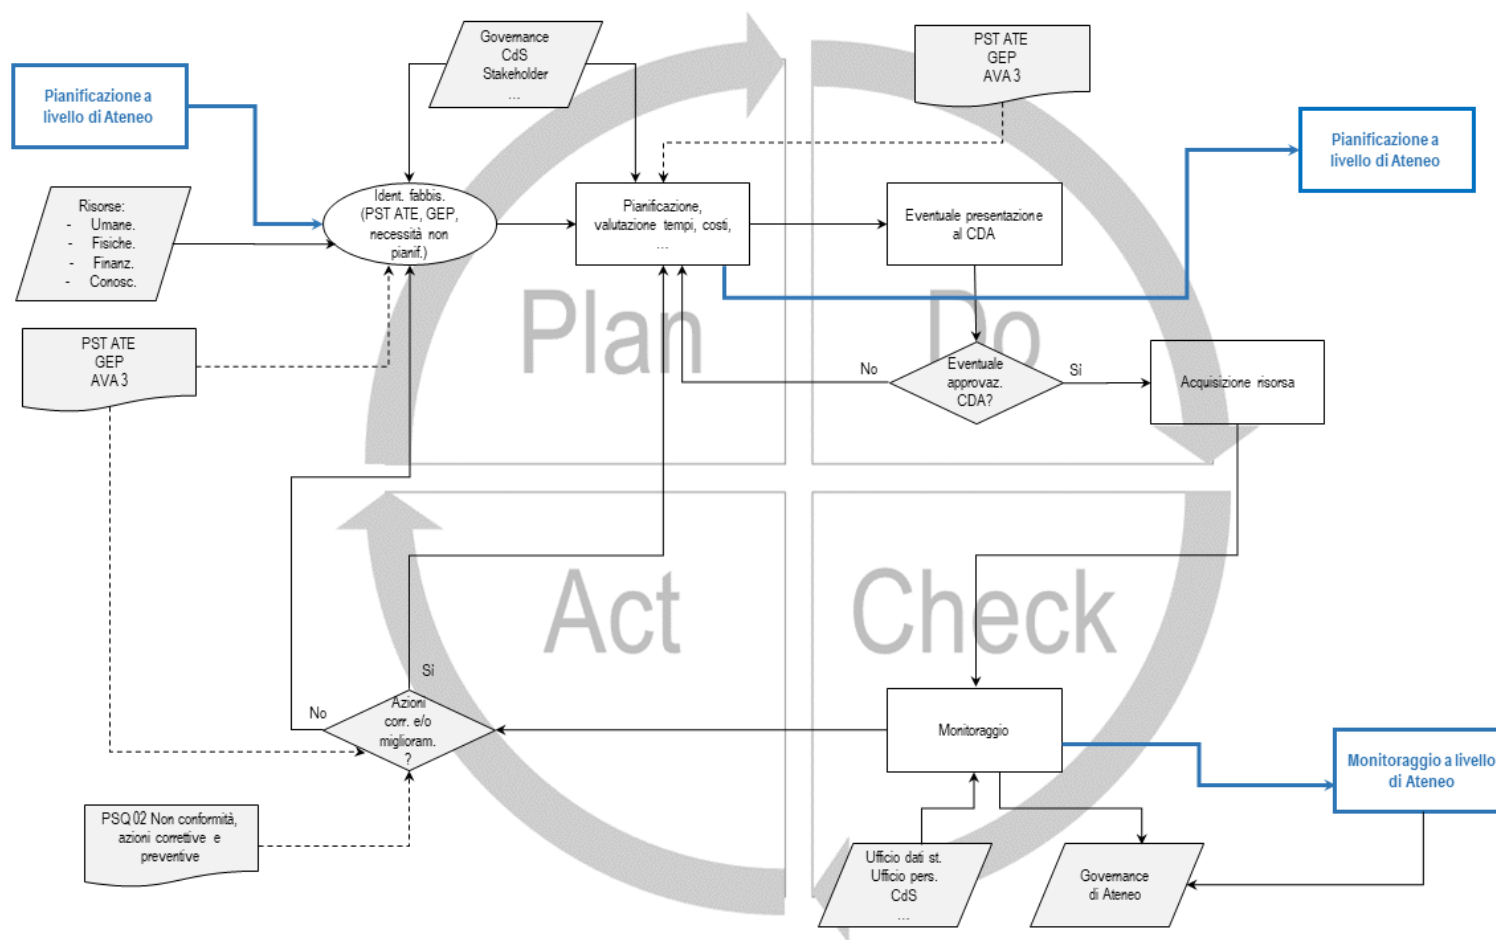 Governance
CdS
Stakeholder
...
PST ATE
GEP
AVA 3
Pianificazione a
livello di Ateneo
Pianificazione a
livello di Ateneo
Risorse:
- Umane.
- Fisiche.
- Finanz.
- Conosc.
Ident. fabbis.
(PST ATE, GEP,
necessità non
pianif.)
Pianificazione,
valutazione tempi, costi,
...
Eventuale presentazione
al CDA
Plan
Do
PST ATE
GEP
AVA 3
No
Eventuale
approvaz.
CDA?
Si
Acquisizione risorsa
Act
Check
Si
No
Azioni
corr. e/o
miglioram.
?
Monitoraggio
Monitoraggio a livello
di Ateneo
PSQ 02 Non conformità,
azioni correttive e
preventive
Ufficio dati st.
Ufficio pers.
CdS
...
Governance
di Ateneo